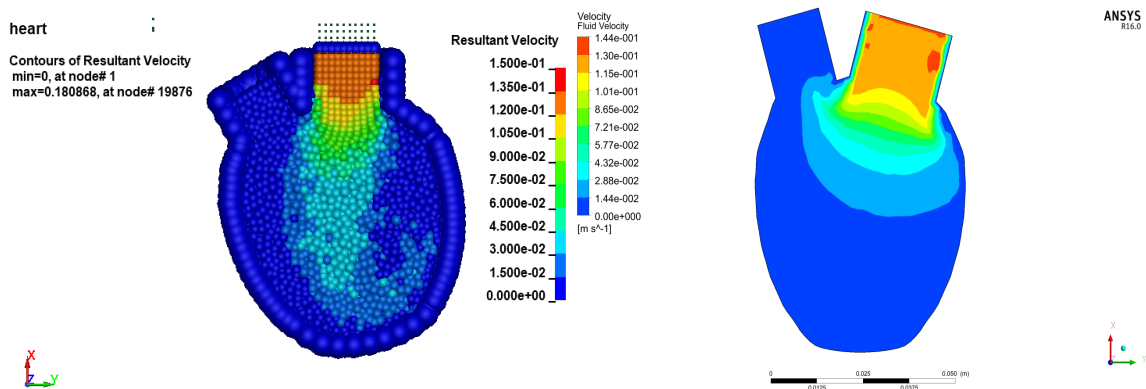 heart
Contours of Resultant Velocity
min=0, at node# 1
max=0.180868, at node# 19876
Resultant Velocity
1.500e-01
1.350e-01
1.200e-01
1.050e-01
9.000e-02
7.500e-02
6.000e-02
4.500e-02
3.000e-02
1.500e-02
0.000e+00
X
Z
Y
Velocity
Fluid Velocity
1.44e-001
1.30e-001
1.15e-001
1.01e-001
8.65e-002
7.21e-002
5.77e-002
4.32e-002
2.88e-002
1.44e-002
0.00e+000
[m s^-1]
ANSYS
R16.0
0 0.025 0.050 (m)
0.0125 0.0375
X
Y